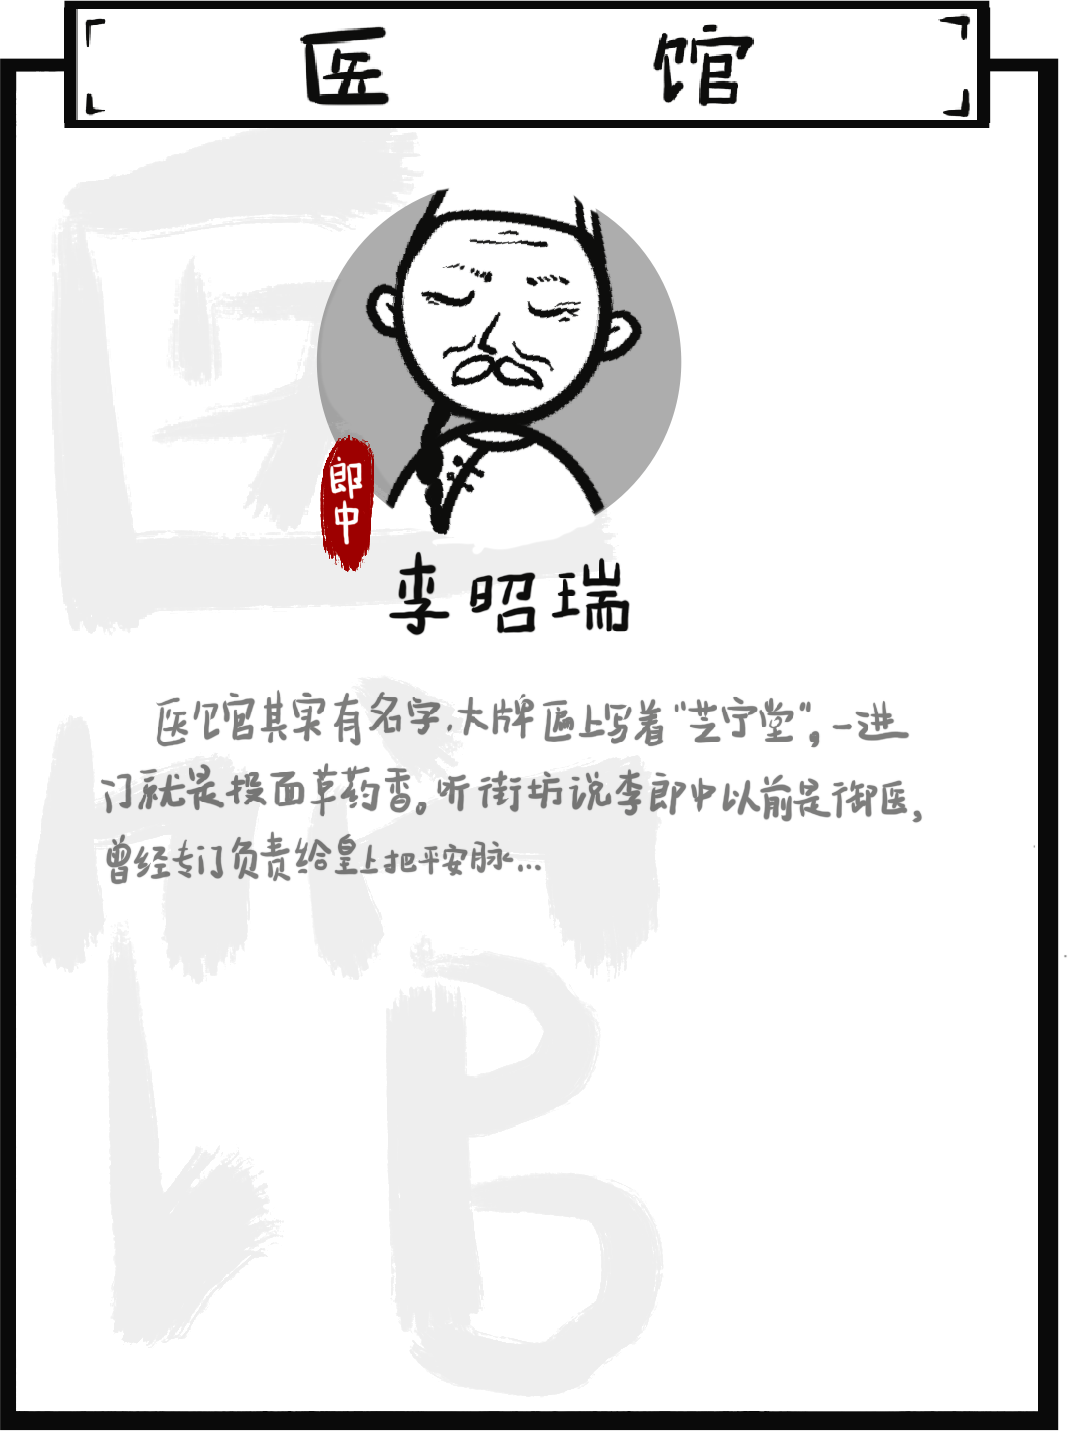 医馆
郎中
李昭瑞
医馆其实有名字.大牌匾上写着“芝宁堂”,一进
门就是扑面草药香。听街坊说李郎中以前是御医,
曾经专门负责给皇上把平安脉...
医
馆